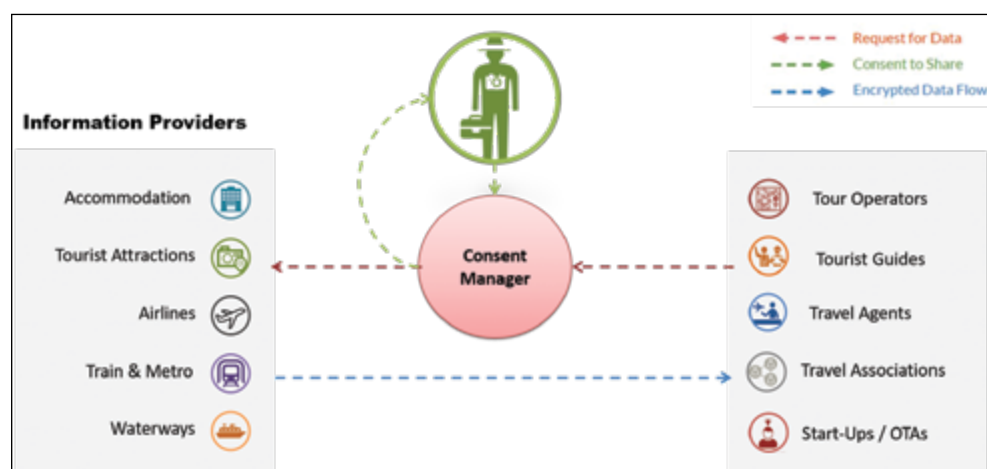 Request for Data
Consent to Share
Encrypted Data Flow
Information Providers
Accommodation
Tourist Attractions
Airlines
Train & Metro
Waterways
Consent
Manager
Tour Operators
Tourist Guides
Travel Agents
Travel Associations
Start-Ups / OTAs